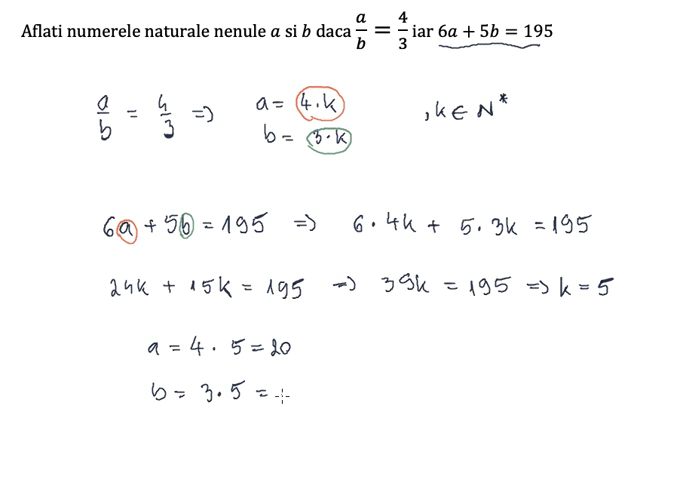 Aflati numerele naturale nenule a si b daca a/b = 4/3 iar 6a + 5b = 195
a/b = 4/3 => a = 4·k , k ∈ N*
b = 3·k
6a + 5b = 195 => 6·4k + 5·3k = 195
24k + 15k = 195 => 39k = 195 => k = 5
a = 4·5 = 20
b = 3·5 =